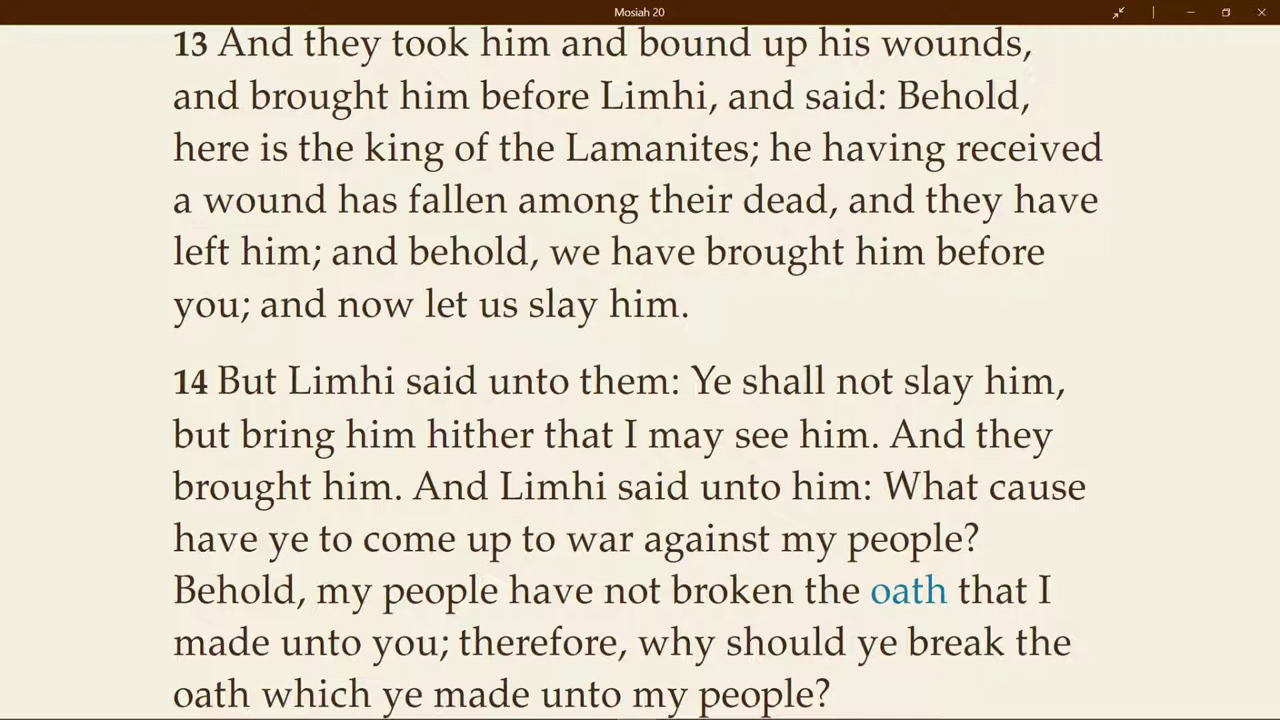 Mosiah 20
13 And they took him and bound up his wounds,
and brought him before Limhi, and said: Behold,
here is the king of the Lamanites; he having received
a wound has fallen among their dead, and they have
left him; and behold, we have brought him before
you; and now let us slay him.
14 But Limhi said unto them: Ye shall not slay him,
but bring him hither that I may see him. And they
brought him. And Limhi said unto him: What cause
have ye to come up to war against my people?
Behold, my people have not broken the oath that I
made unto you; therefore, why should ye break the
oath which ye made unto my people?